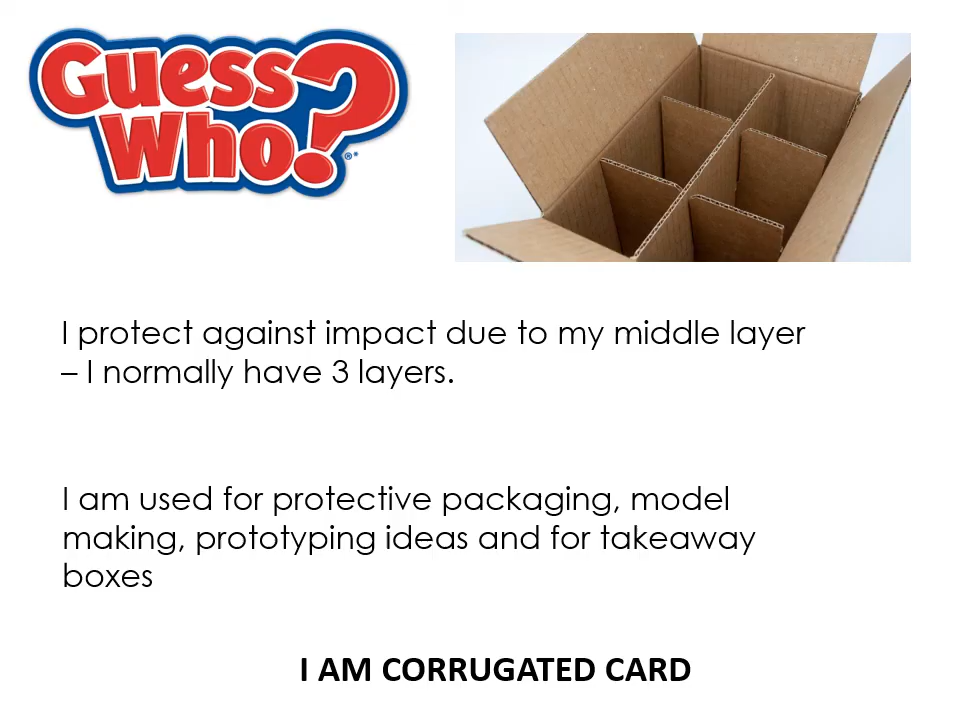 Guess
Who?
I protect against impact due to my middle layer
– I normally have 3 layers.
I am used for protective packaging, model
making, prototyping ideas and for takeaway
boxes
I AM CORRUGATED CARD